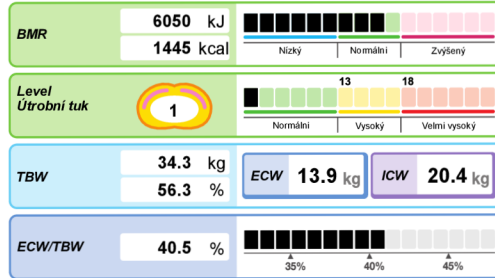 BMR
6050 kJ
1445 kcal
Nízký Normální Zvýšený
Level
Útrobní tuk
1
13 18
Normální Vysoký Velmi vysoký
TBW
34.3 kg
56.3 %
ECW 13.9 kg ICW 20.4 kg
ECW/TBW
40.5 %
35% 40% 45%